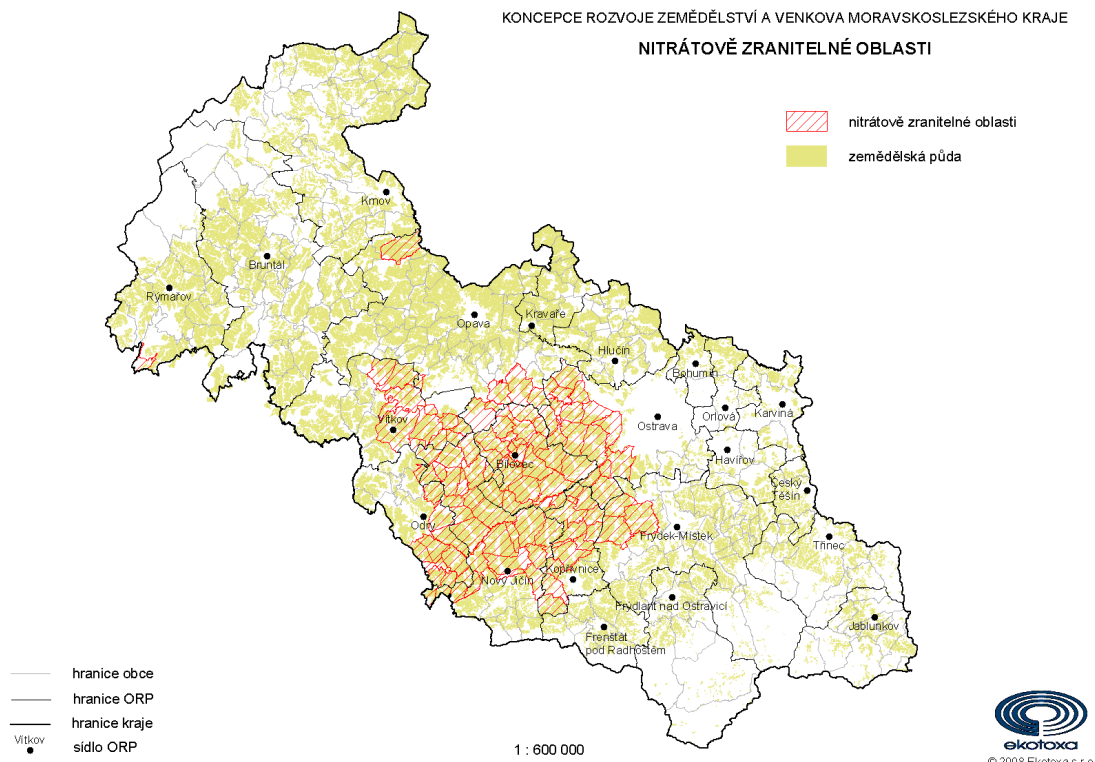 KONCEPCE ROZVOJE ZEMĚDĚLSTVÍ A VENKOVA MORAVSKOSLEZSKÉHO KRAJE
NITRÁTOVĚ ZRANITELNÉ OBLASTI
nitrátově zranitelné oblasti
zemědělská půda
Krnov
Bruntál
Rýmařov
Opava
Kravaře
Hlučín
Bohumín
Orlová
Karviná
Ostrava
Vítkov
Havířov
Bílovec
Český
Těšín
Odry
Frýdek-Místek
Třinec
Nový Jičín
Kopřivnice
Frýdlant nad Ostravicí
Jablunkov
Frenštát
pod Radhoštěm
hranice obce
hranice ORP
hranice kraje
Vítkov
sídlo ORP
1 : 600 000
ekotoxa
© 2008 Ekotoxa s.r.o.